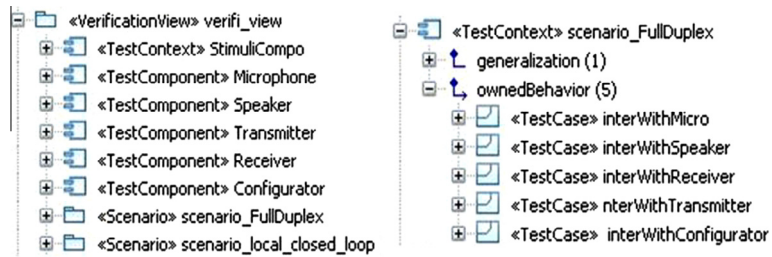 «VerificationView» verifi_view
«TestContext» StimuliCompo
«TestComponent» Microphone
«TestComponent» Speaker
«TestComponent» Transmitter
«TestComponent» Receiver
«TestComponent» Configurator
«Scenario» scenario_FullDuplex
«Scenario» scenario_local_closed_loop
«TestContext» scenario_FullDuplex
generalization (1)
ownedBehavior (5)
«TestCase» interWithMicro
«TestCase» interWithSpeaker
«TestCase» interWithReceiver
«TestCase» nterWithTransmitter
«TestCase» interWithConfigurator